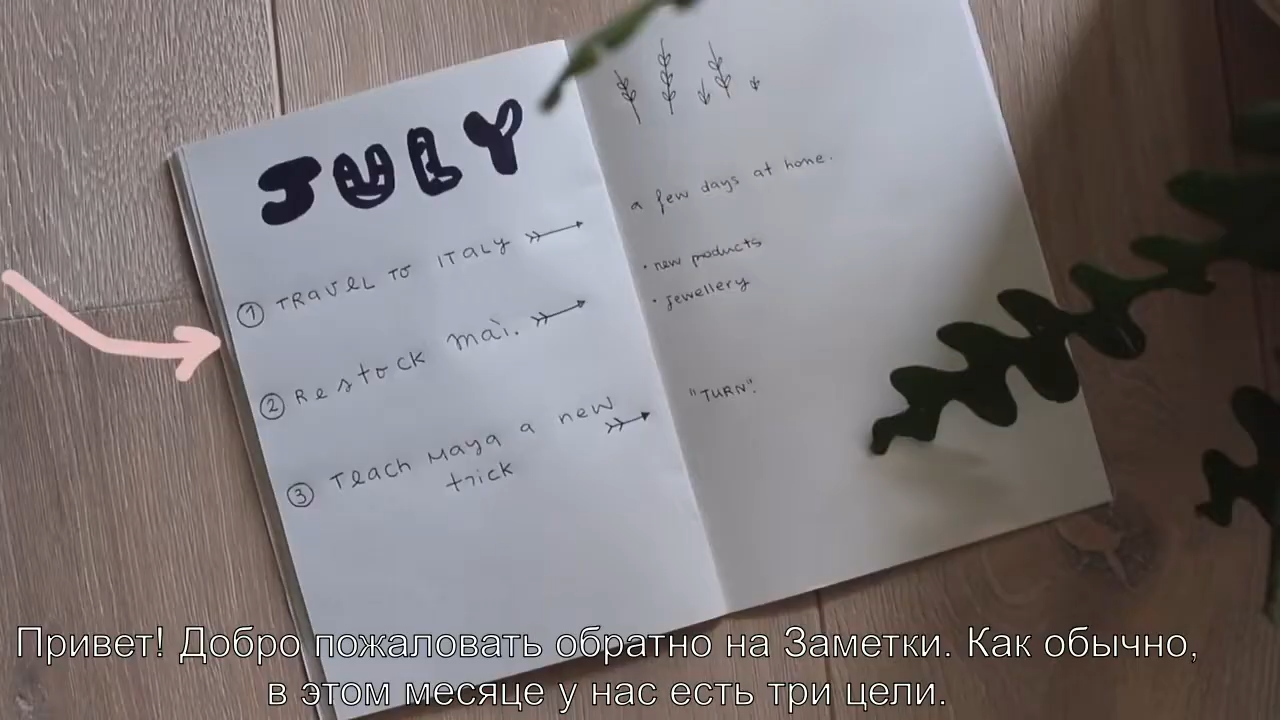 JULY
① TRAVEL TO ITALY
② Restock mai.
③ Teach Maya a new
trick
a few days at home.
• new products
• jewellery
"TURN".
Привет! Добро пожаловать обратно на Заметки. Как обычно,
в этом месяце у нас есть три цели.